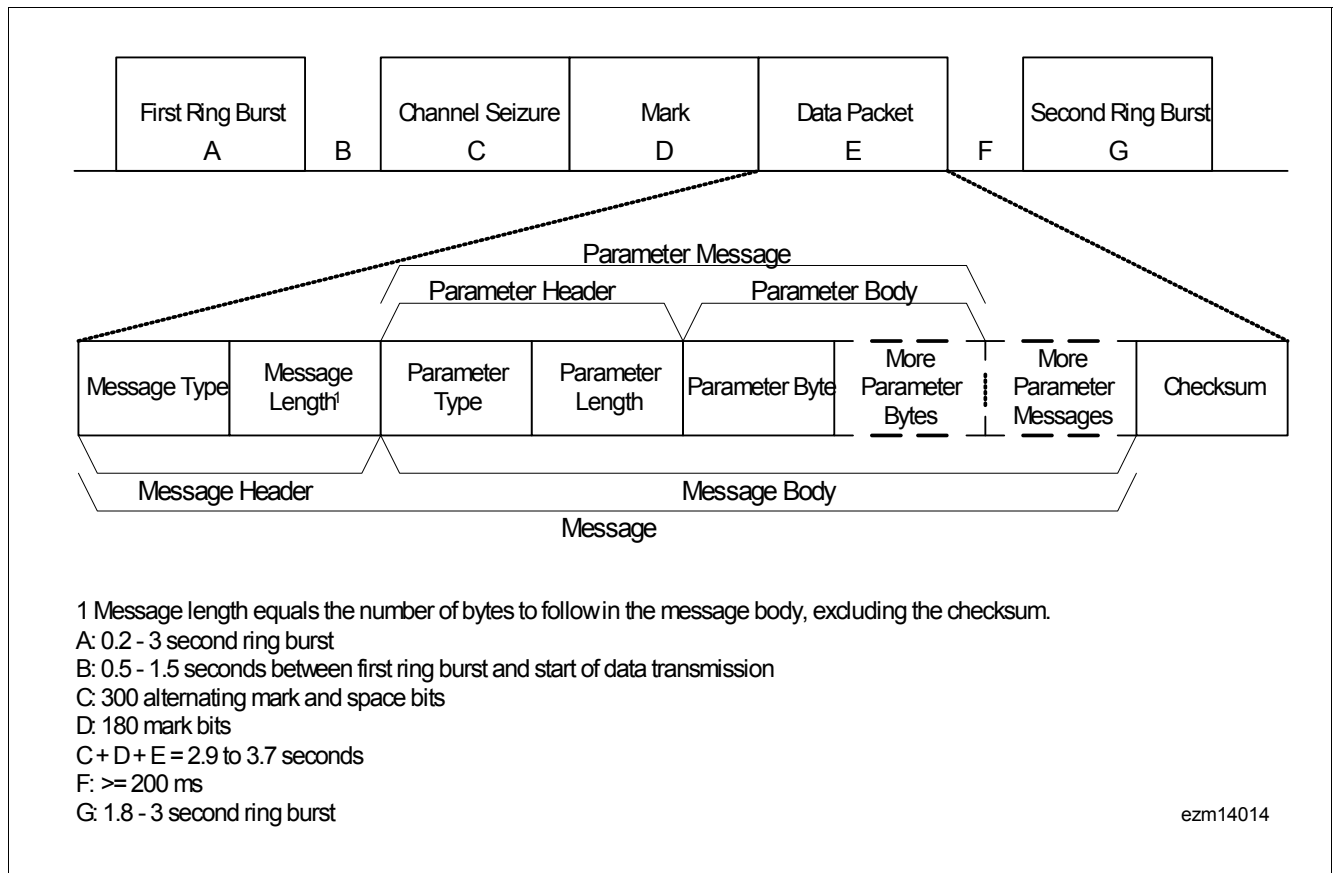 First Ring Burst
A
B
Channel Seizure
C
Mark
D
Data Packet
E
F
Second Ring Burst
G
Parameter Message
Parameter Header
Parameter Body
Message Type
Message
Length1
Parameter
Type
Parameter
Length
Parameter Byte
More
Parameter
Bytes
More
Parameter
Messages
Checksum
Message Header
Message Body
Message
1 Message length equals the number of bytes to follow in the message body, excluding the checksum.
A: 0.2 - 3 second ring burst
B: 0.5 - 1.5 seconds between first ring burst and start of data transmission
C: 300 alternating mark and space bits
D: 180 mark bits
C + D + E = 2.9 to 3.7 seconds
F: >= 200 ms
G: 1.8 - 3 second ring burst
ezm14014